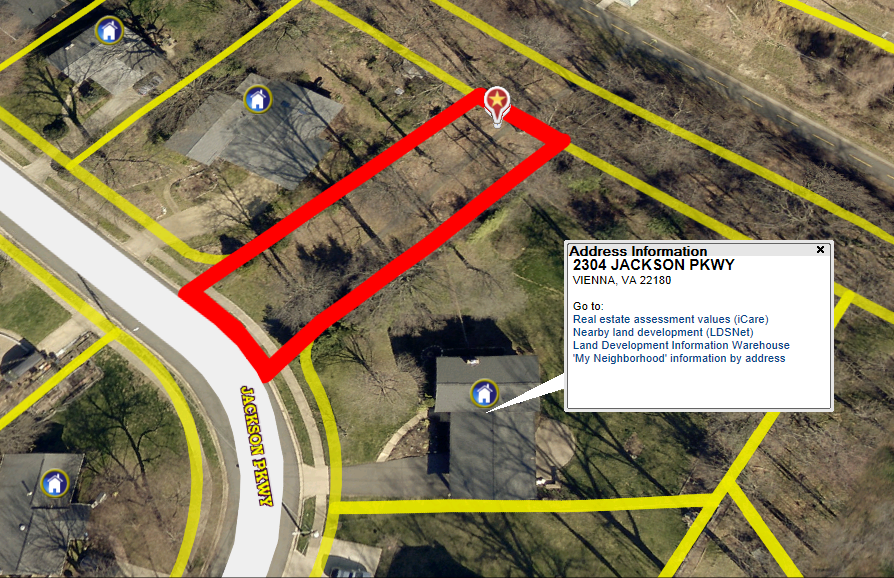 Address Information
2304 JACKSON PKWY
VIENNA, VA 22180
Go to:
Real estate assessment values (iCare)
Nearby land development (LDSNet)
Land Development Information Warehouse
'My Neighborhood' information by address
JACKSON PKWY